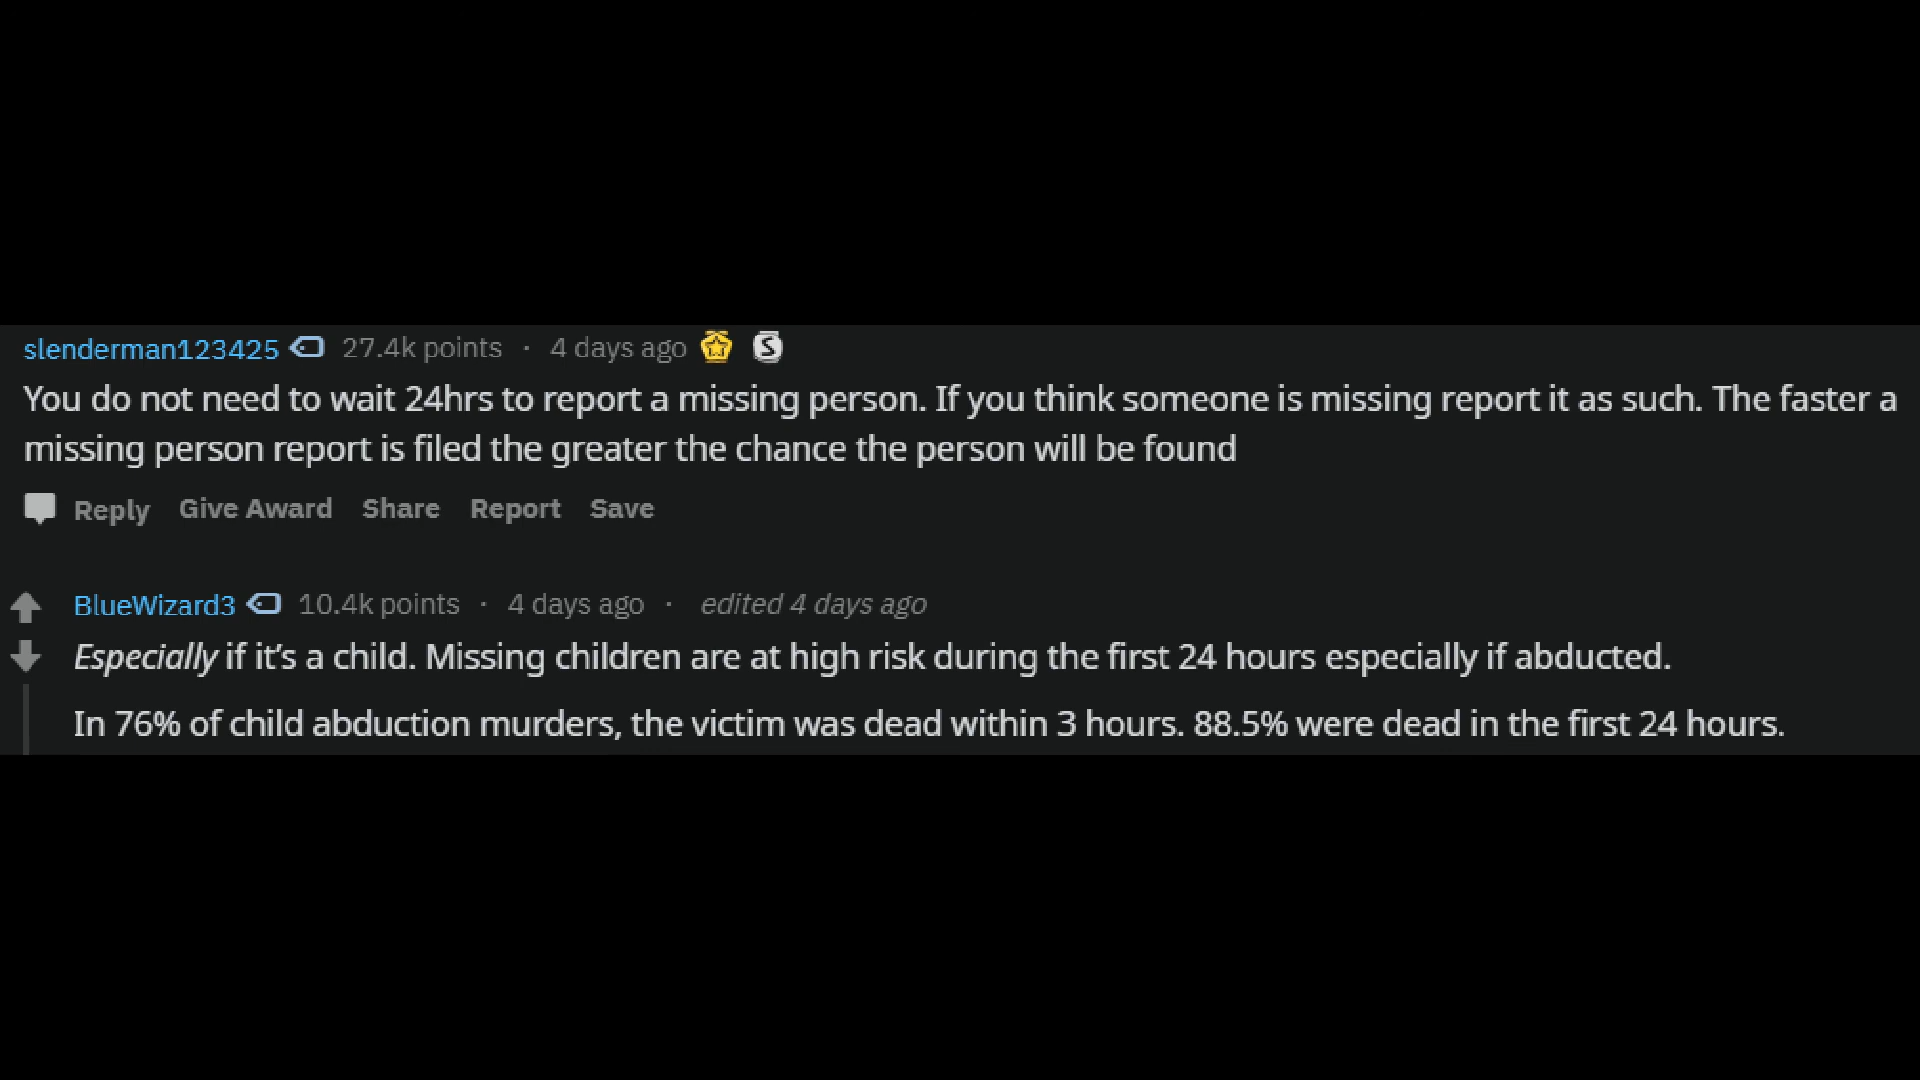 slenderman123425 27.4k points · 4 days ago S
You do not need to wait 24hrs to report a missing person. If you think someone is missing report it as such. The faster a
missing person report is filed the greater the chance the person will be found
Reply Give Award Share Report Save
BlueWizard3 10.4k points · 4 days ago · edited 4 days ago
Especially if it's a child. Missing children are at high risk during the first 24 hours especially if abducted.
In 76% of child abduction murders, the victim was dead within 3 hours. 88.5% were dead in the first 24 hours.